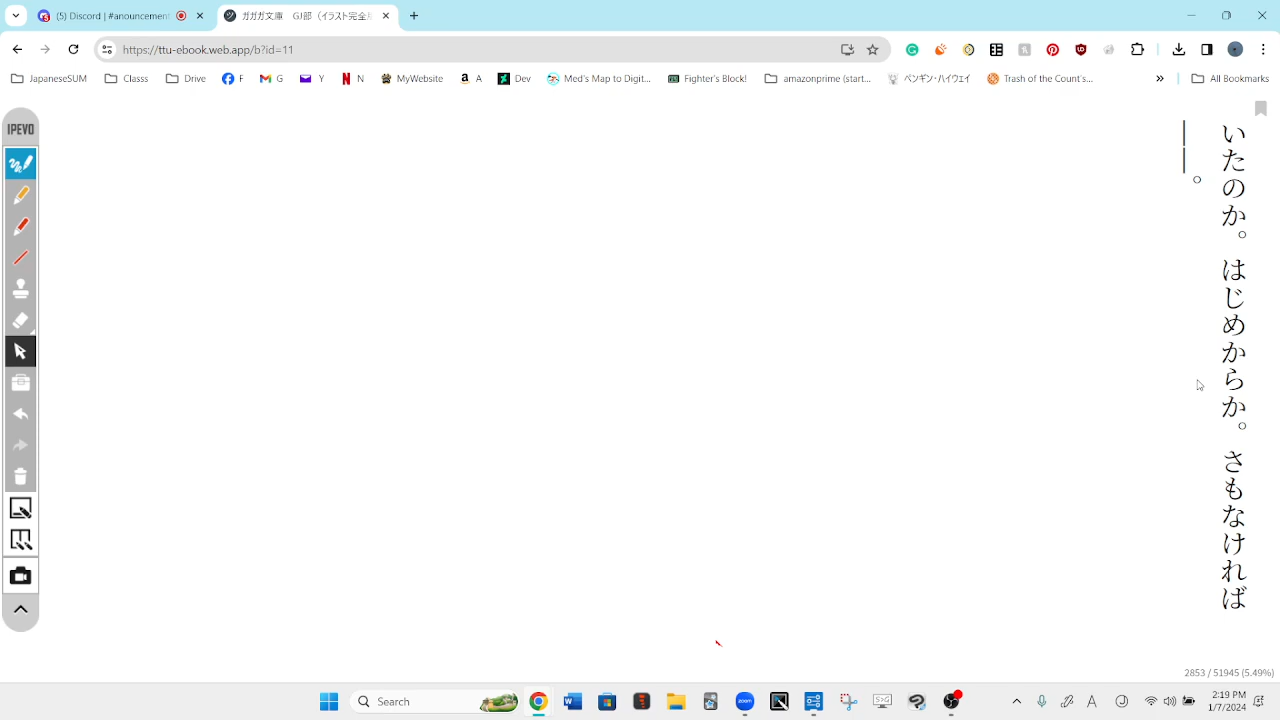 (5) Discord | #anouncement
ガガガ文庫 GJ部（イラスト完全
https://ttu-ebook.web.app/b?id=11
JapaneseSUM
Classs
Drive
F
G
Y
N
MyWebsite
A
Dev
Med's Map to Digit...
Fighter's Block!
amazonprime (start...
ペンギン・ハイウェイ
Trash of the Count's...
»
All Bookmarks
IPEVO
いたのか。はじめからか。さもなければ
――。
2853 / 51945 (5.49%)
Search
zoom
A
2:19 PM
1/7/2024